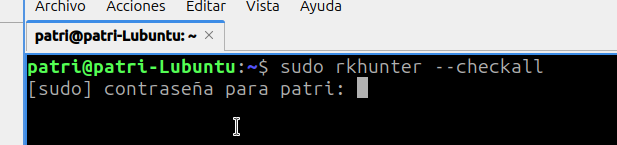 Archivo Acciones Editar Vista Ayuda
patri@patri-Lubuntu: ~ ×
patri@patri-Lubuntu:~$ sudo rkhunter --checkall
[sudo] contraseña para patri: